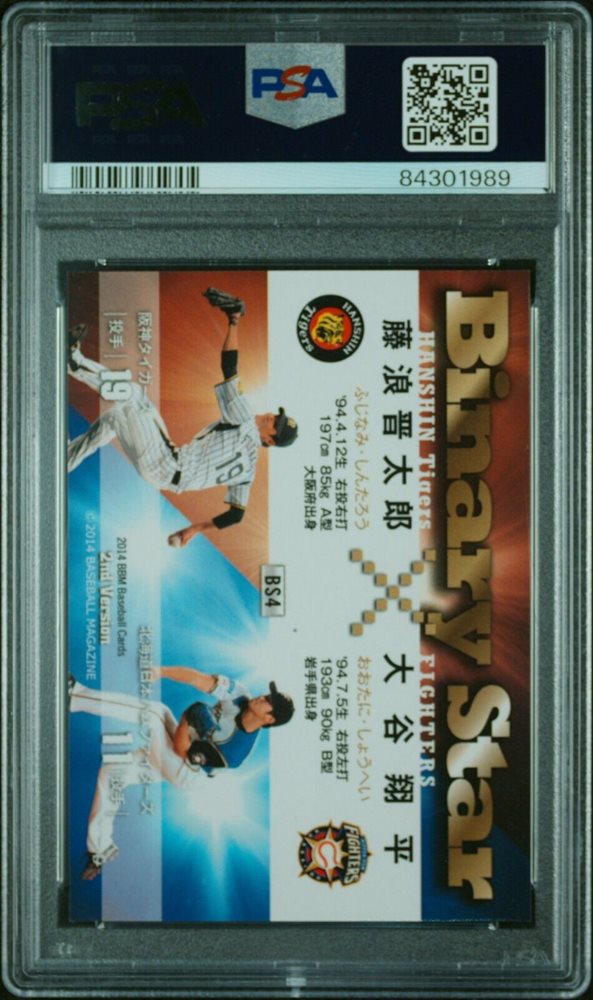 PSA
PSA
84301989
Binary Star
HANSHIN Tigers
FIGHTERS
HANSHIN
Tigers
藤浪晋太郎
ふじなみ・しんたろう
'94.4.12生 右投右打
197㎝ 85kg A型
大阪府出身
大谷翔平
おおたに・しょうへい
'94.7.5生 右投左打
193㎝ 90kg B型
岩手県出身
FIGHTERS
BS4
19
阪神タイガース
投手
19
北海道日本ハムファイターズ
11
投手
2014 BBM Baseball Cards
2nd Version
© 2014 BASEBALL MAGAZINE